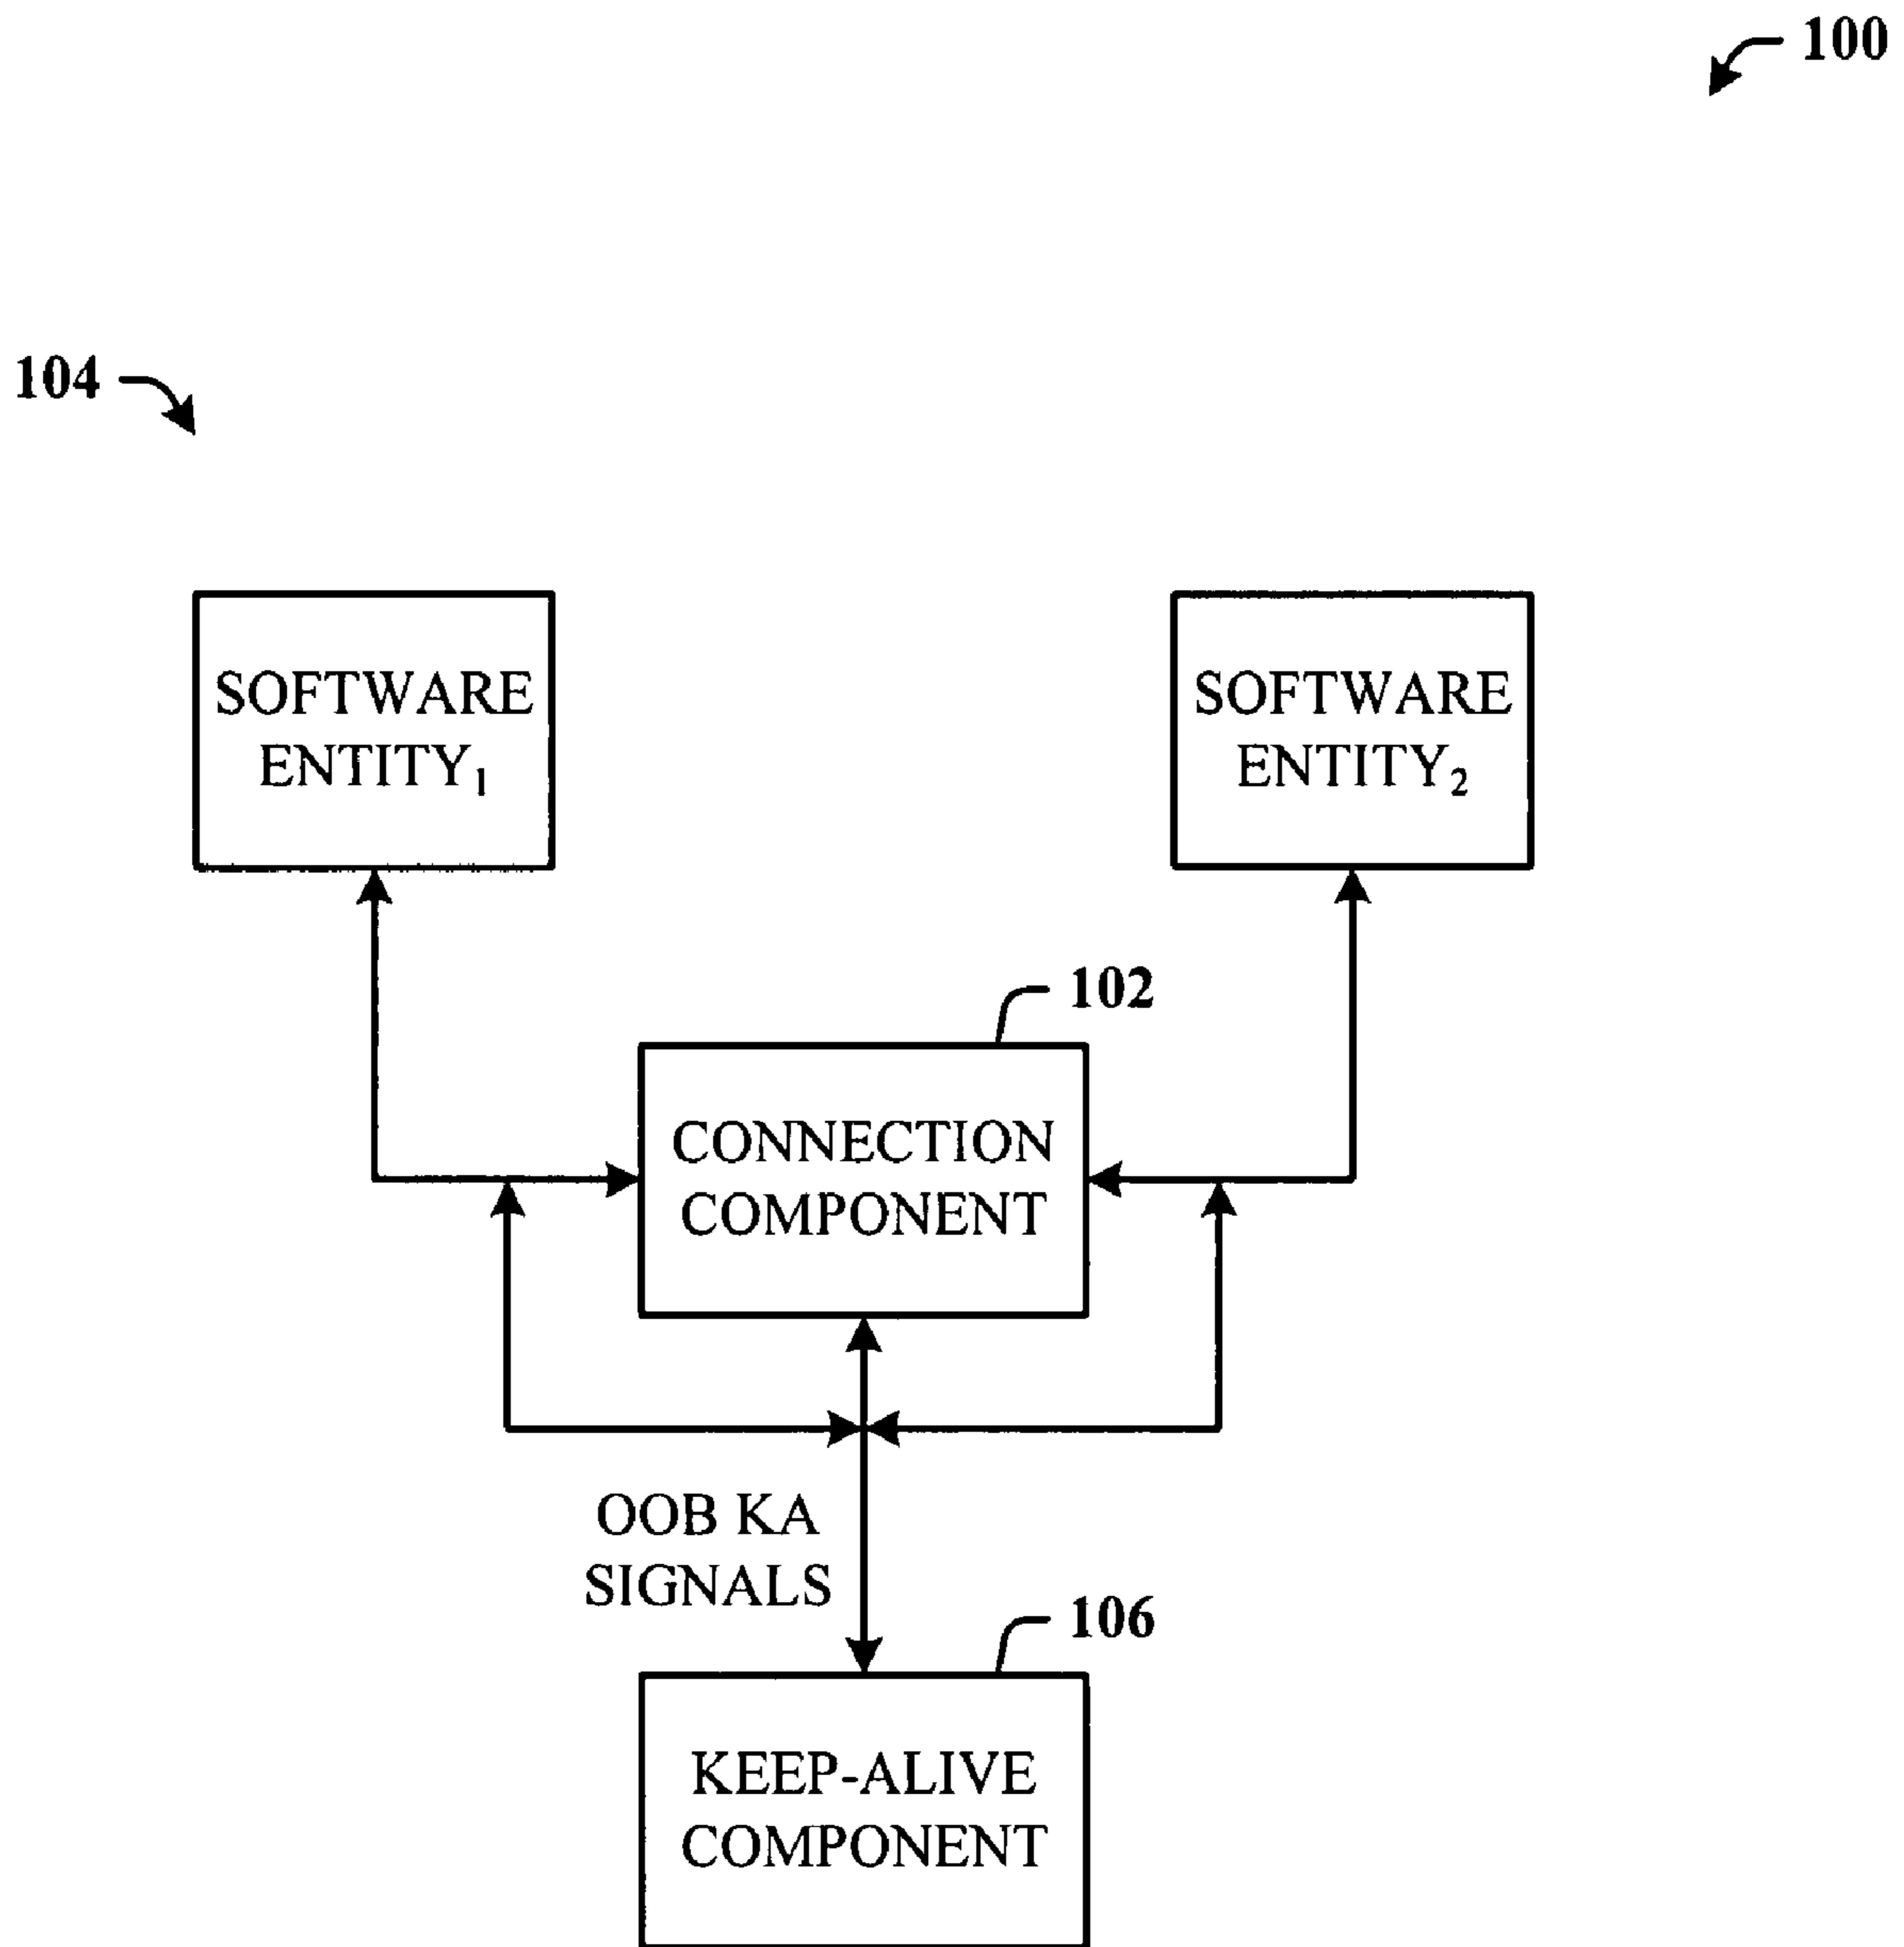 100
104
SOFTWARE
ENTITY₁
SOFTWARE
ENTITY₂
102
CONNECTION
COMPONENT
OOB KA
SIGNALS
106
KEEP-ALIVE
COMPONENT